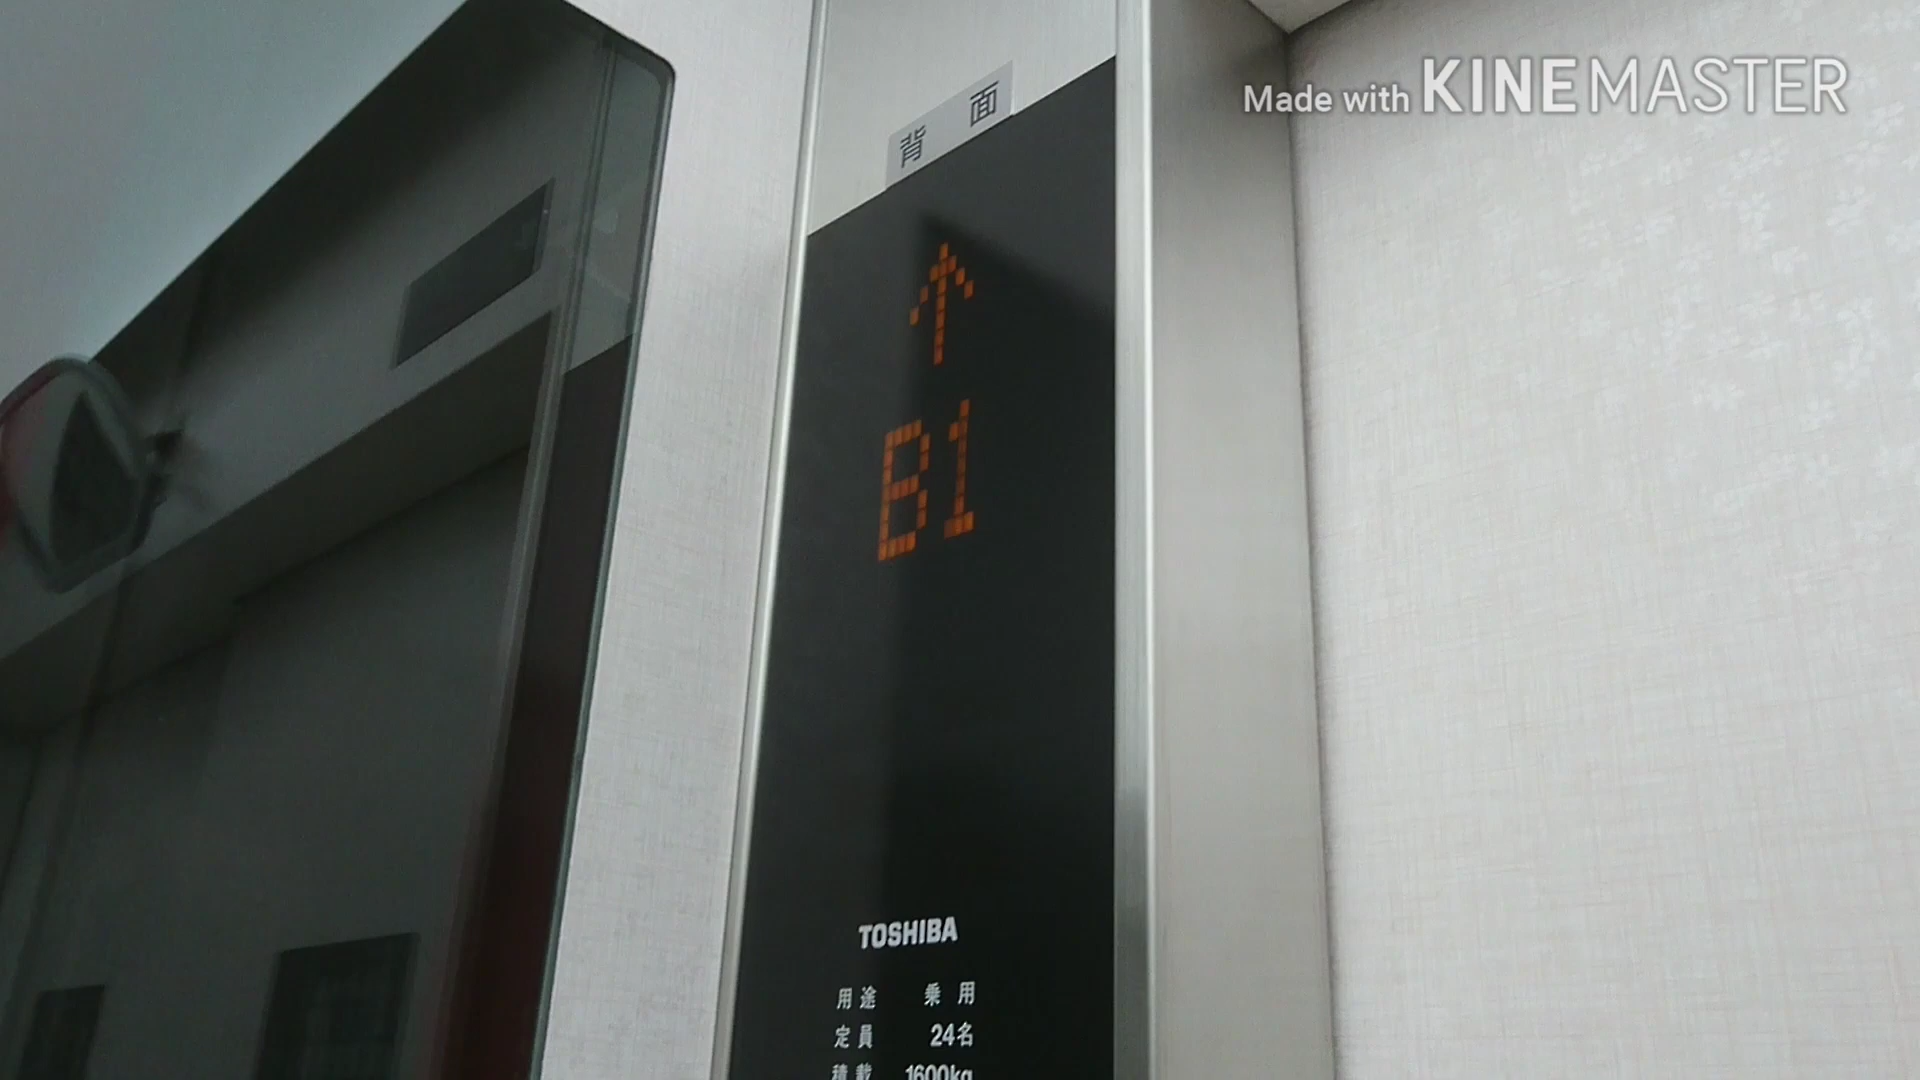 Made with KINEMASTER
背 面
↑
B1
TOSHIBA
用途 乗用
定員 24名
積載 1600kg